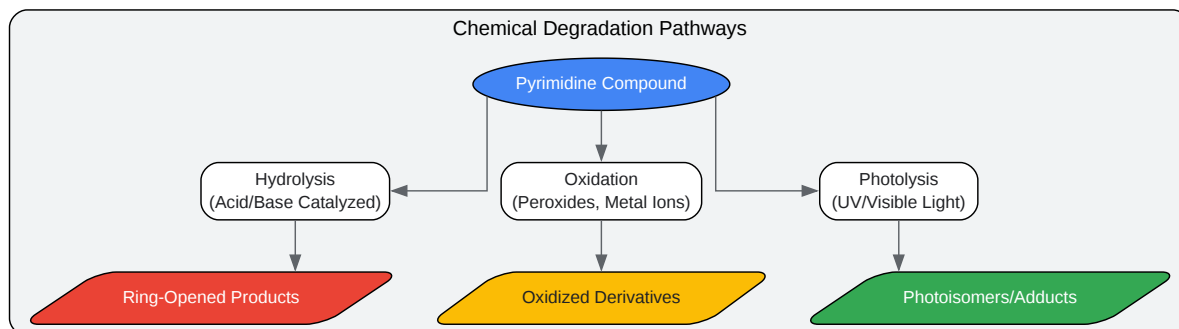 Chemical Degradation Pathways
Pyrimidine Compound
Hydrolysis
(Acid/Base Catalyzed)
Oxidation
(Peroxides, Metal Ions)
Photolysis
(UV/Visible Light)
Ring-Opened Products
Oxidized Derivatives
Photoisomers/Adducts